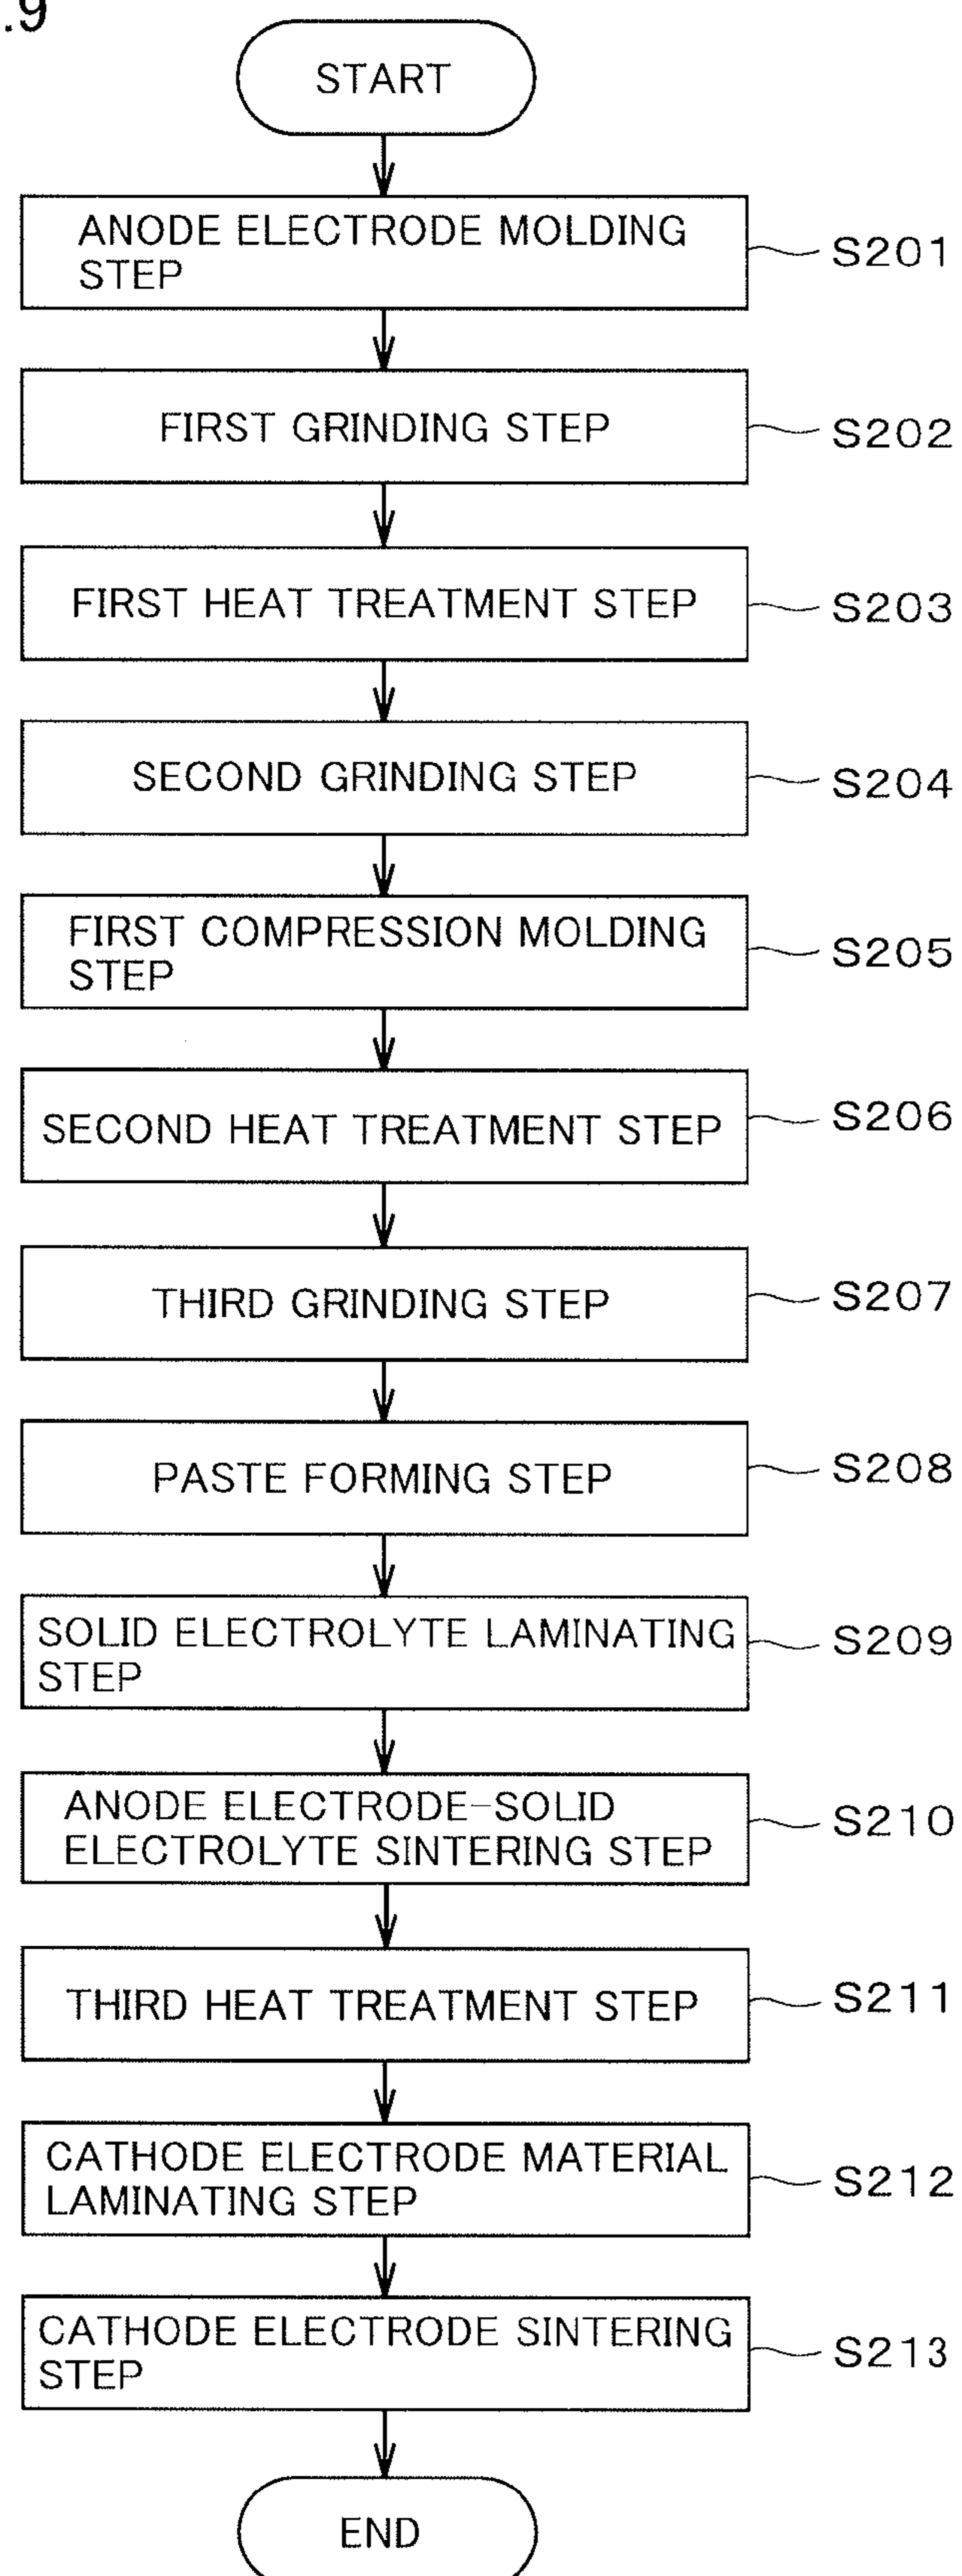 .9
START
ANODE ELECTRODE MOLDING
STEP
S201
FIRST GRINDING STEP
S202
FIRST HEAT TREATMENT STEP
S203
SECOND GRINDING STEP
S204
FIRST COMPRESSION MOLDING
STEP
S205
SECOND HEAT TREATMENT STEP
S206
THIRD GRINDING STEP
S207
PASTE FORMING STEP
S208
SOLID ELECTROLYTE LAMINATING
STEP
S209
ANODE ELECTRODE-SOLID
ELECTROLYTE SINTERING STEP
S210
THIRD HEAT TREATMENT STEP
S211
CATHODE ELECTRODE MATERIAL
LAMINATING STEP
S212
CATHODE ELECTRODE SINTERING
STEP
S213
END